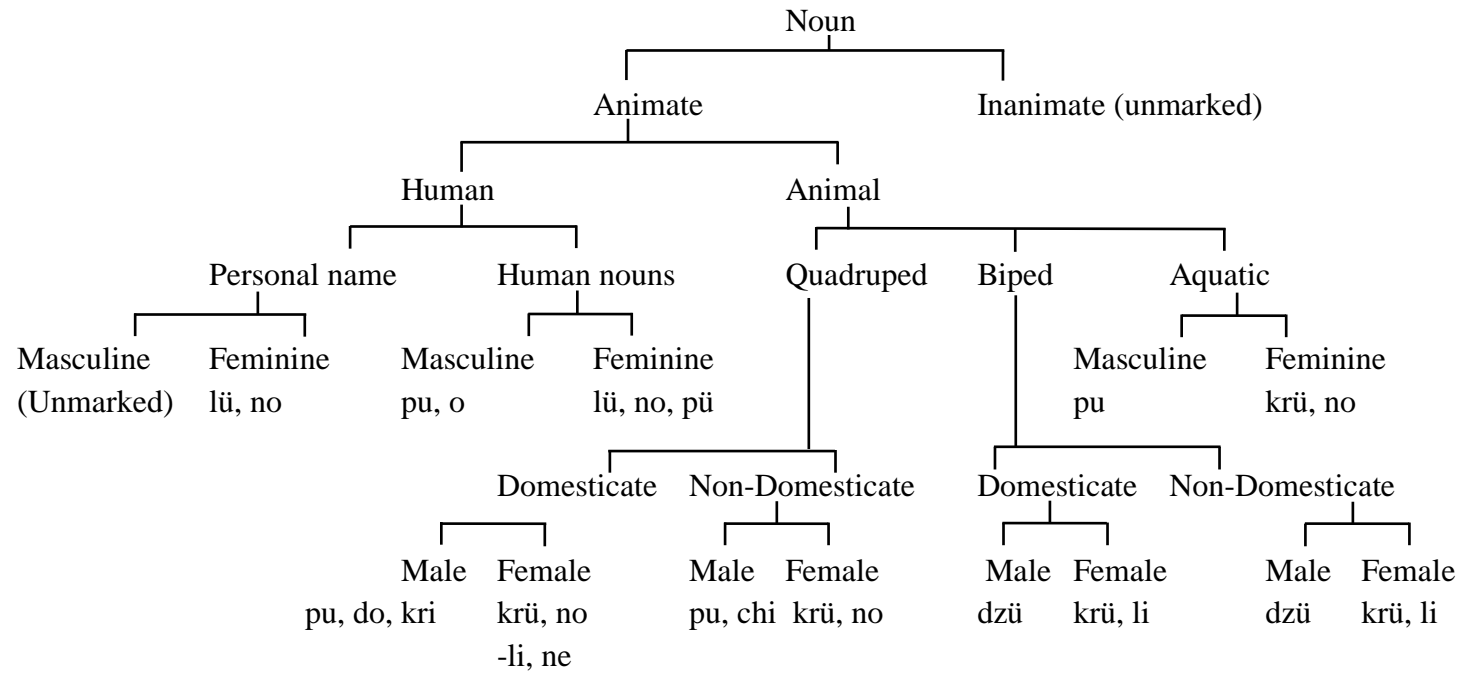 Noun
Animate Inanimate (unmarked)
Human Animal
Personal name Human nouns Quadruped Biped Aquatic
Masculine Feminine Masculine Feminine Masculine Feminine
(Unmarked) lü, no pu, o lü, no, pü pu krü, no
Domesticate Non-Domesticate Domesticate Non-Domesticate
Male Female Male Female Male Female Male Female
pu, do, kri krü, no pu, chi krü, no dzü krü, li dzü krü, li
-li, ne